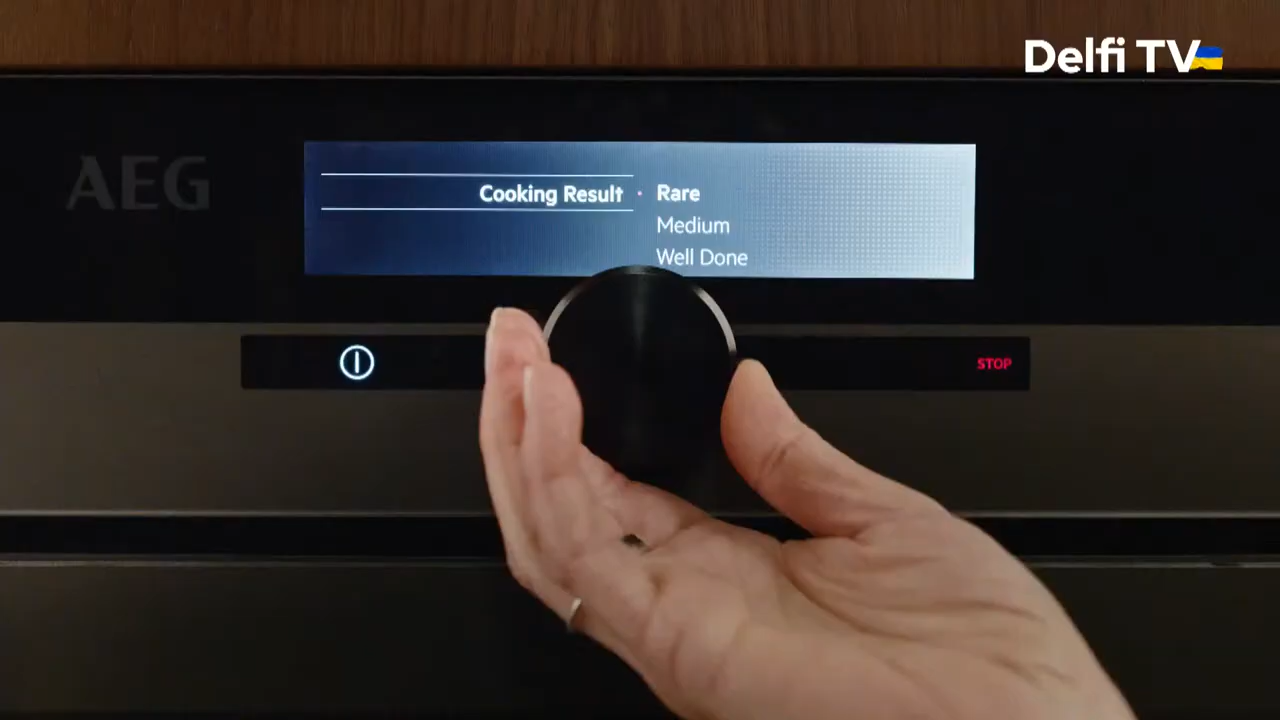 Delfi TV
AEG
Cooking Result · Rare
Medium
Well Done
STOP